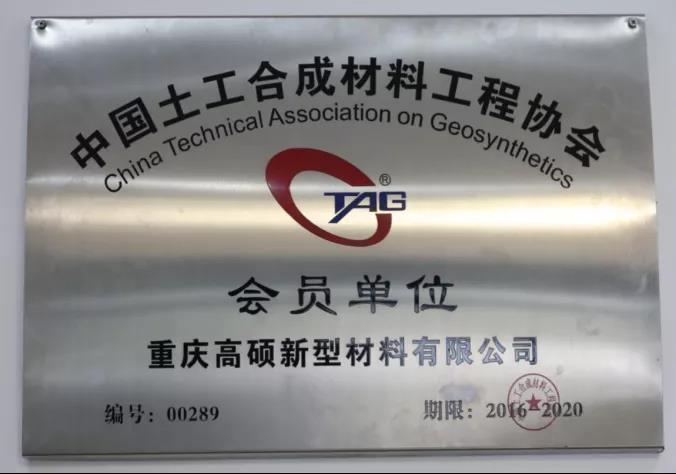 中国土工合成材料工程协会
China Technical Association on Geosynthetics
TAG®
会员单位
重庆高硕新型材料有限公司
编号：00289
期限：2016-2020